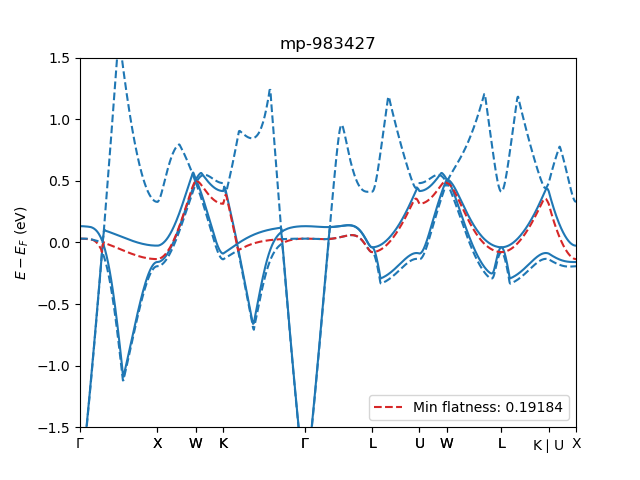 mp-983427
1.5
1.0
0.5
0.0
−0.5
−1.0
−1.5
E − E_F (eV)
Min flatness: 0.19184
Γ X W K Γ L U W L K | U X